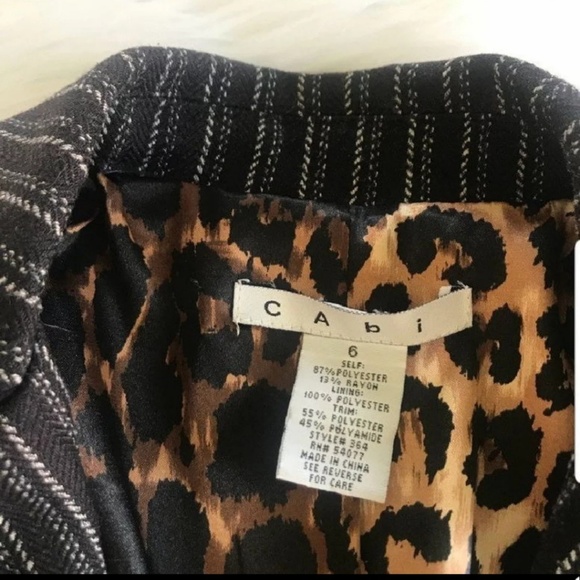 CAbi
6
SELF:
87% POLYESTER
13% RAYON
LINING:
100% POLYESTER
TRIM:
55% POLYESTER
45% POLYAMIDE
STYLE# 364
RN# 54077
MADE IN CHINA
SEE REVERSE
FOR CARE